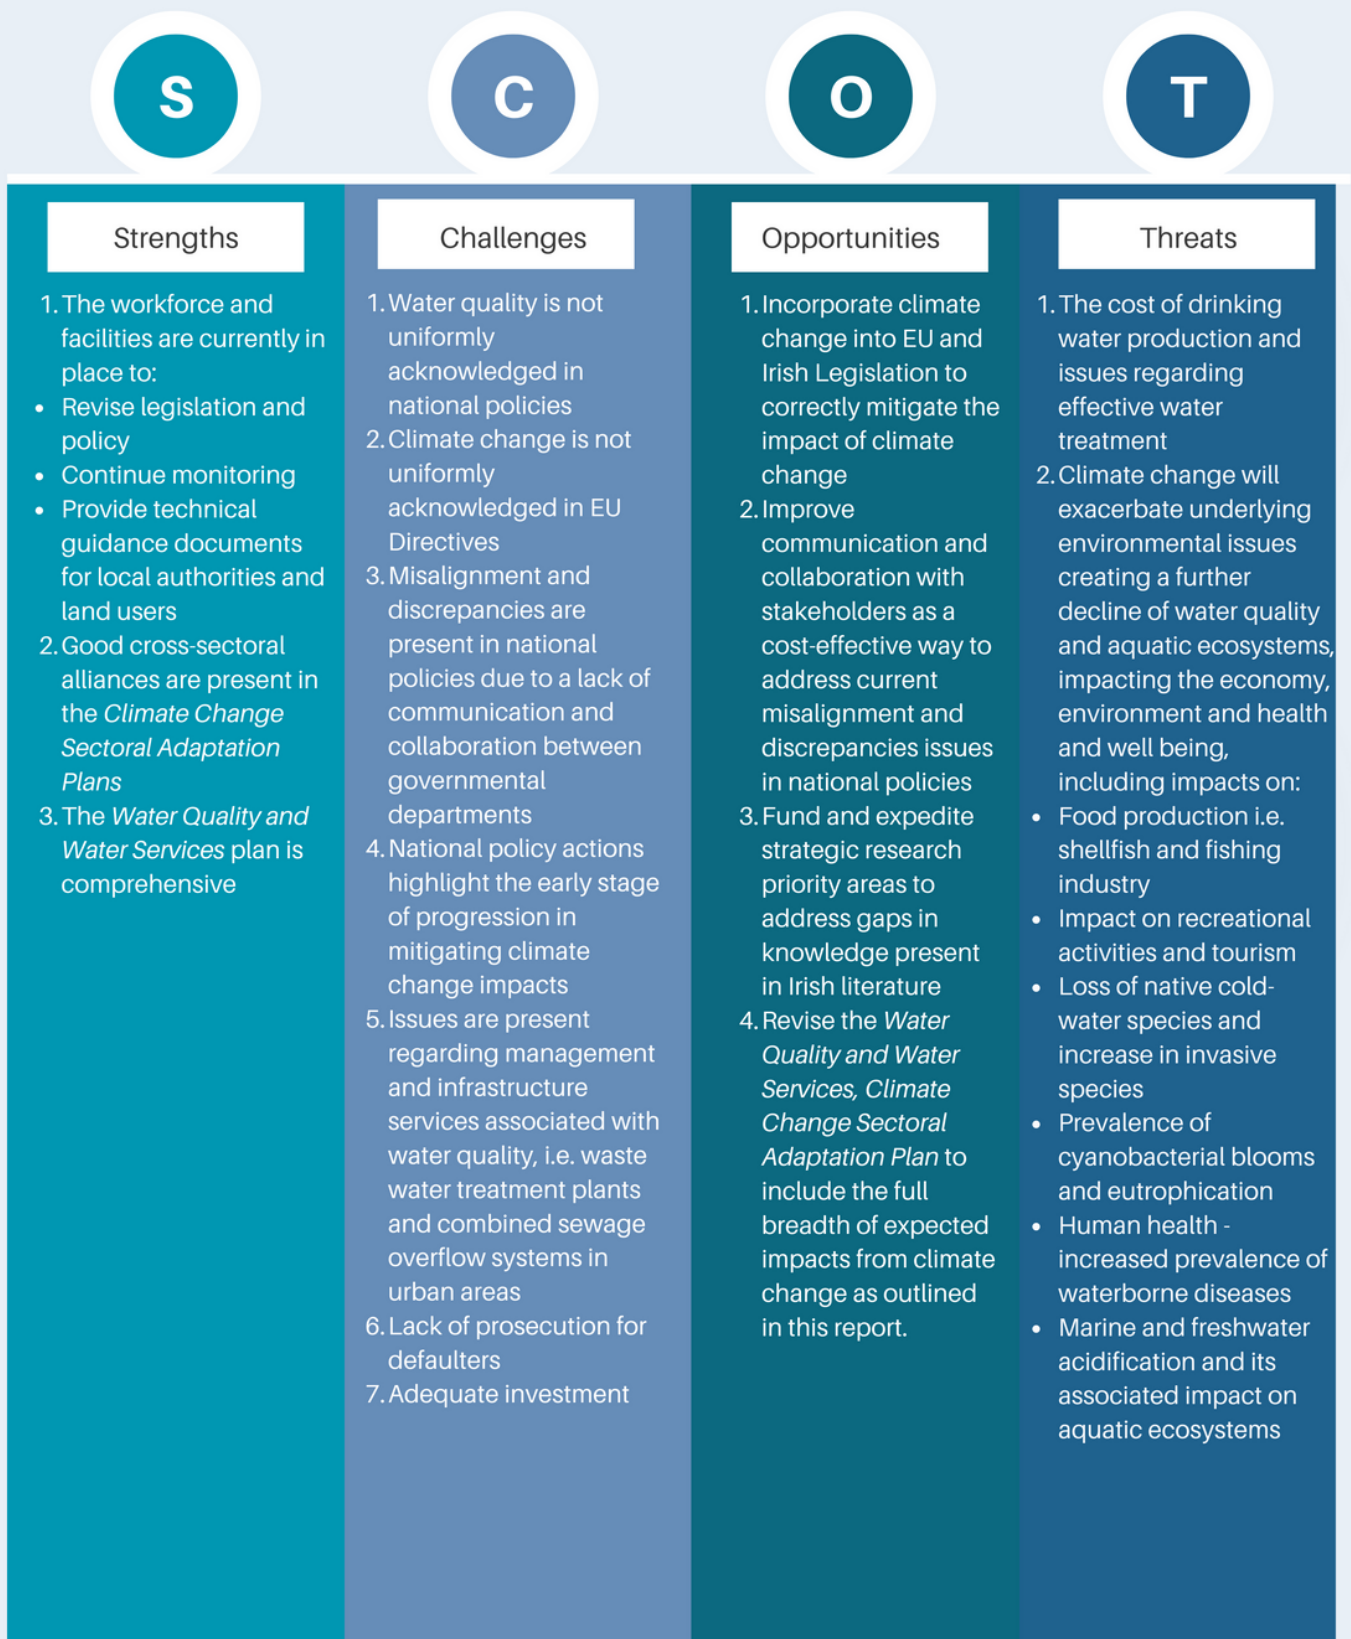 S
C
O
T
Strengths
1. The workforce and
facilities are currently in
place to:
• Revise legislation and
policy
• Continue monitoring
• Provide technical
guidance documents
for local authorities and
land users
2. Good cross-sectoral
alliances are present in
the Climate Change
Sectoral Adaptation
Plans
3. The Water Quality and
Water Services plan is
comprehensive
Challenges
1. Water quality is not
uniformly
acknowledged in
national policies
2. Climate change is not
uniformly
acknowledged in EU
Directives
3. Misalignment and
discrepancies are
present in national
policies due to a lack of
communication and
collaboration between
governmental
departments
4. National policy actions
highlight the early stage
of progression in
mitigating climate
change impacts
5. Issues are present
regarding management
and infrastructure
services associated with
water quality, i.e. waste
water treatment plants
and combined sewage
overflow systems in
urban areas
6. Lack of prosecution for
defaulters
7. Adequate investment
Opportunities
1. Incorporate climate
change into EU and
Irish Legislation to
correctly mitigate the
impact of climate
change
2. Improve
communication and
collaboration with
stakeholders as a
cost-effective way to
address current
misalignment and
discrepancies issues
in national policies
3. Fund and expedite
strategic research
priority areas to
address gaps in
knowledge present
in Irish literature
4. Revise the Water
Quality and Water
Services, Climate
Change Sectoral
Adaptation Plan to
include the full
breadth of expected
impacts from climate
change as outlined
in this report.
Threats
1. The cost of drinking
water production and
issues regarding
effective water
treatment
2. Climate change will
exacerbate underlying
environmental issues
creating a further
decline of water quality
and aquatic ecosystems,
impacting the economy,
environment and health
and well being,
including impacts on:
• Food production i.e.
shellfish and fishing
industry
• Impact on recreational
activities and tourism
• Loss of native cold-
water species and
increase in invasive
species
• Prevalence of
cyanobacterial blooms
and eutrophication
• Human health -
increased prevalence of
waterborne diseases
• Marine and freshwater
acidification and its
associated impact on
aquatic ecosystems